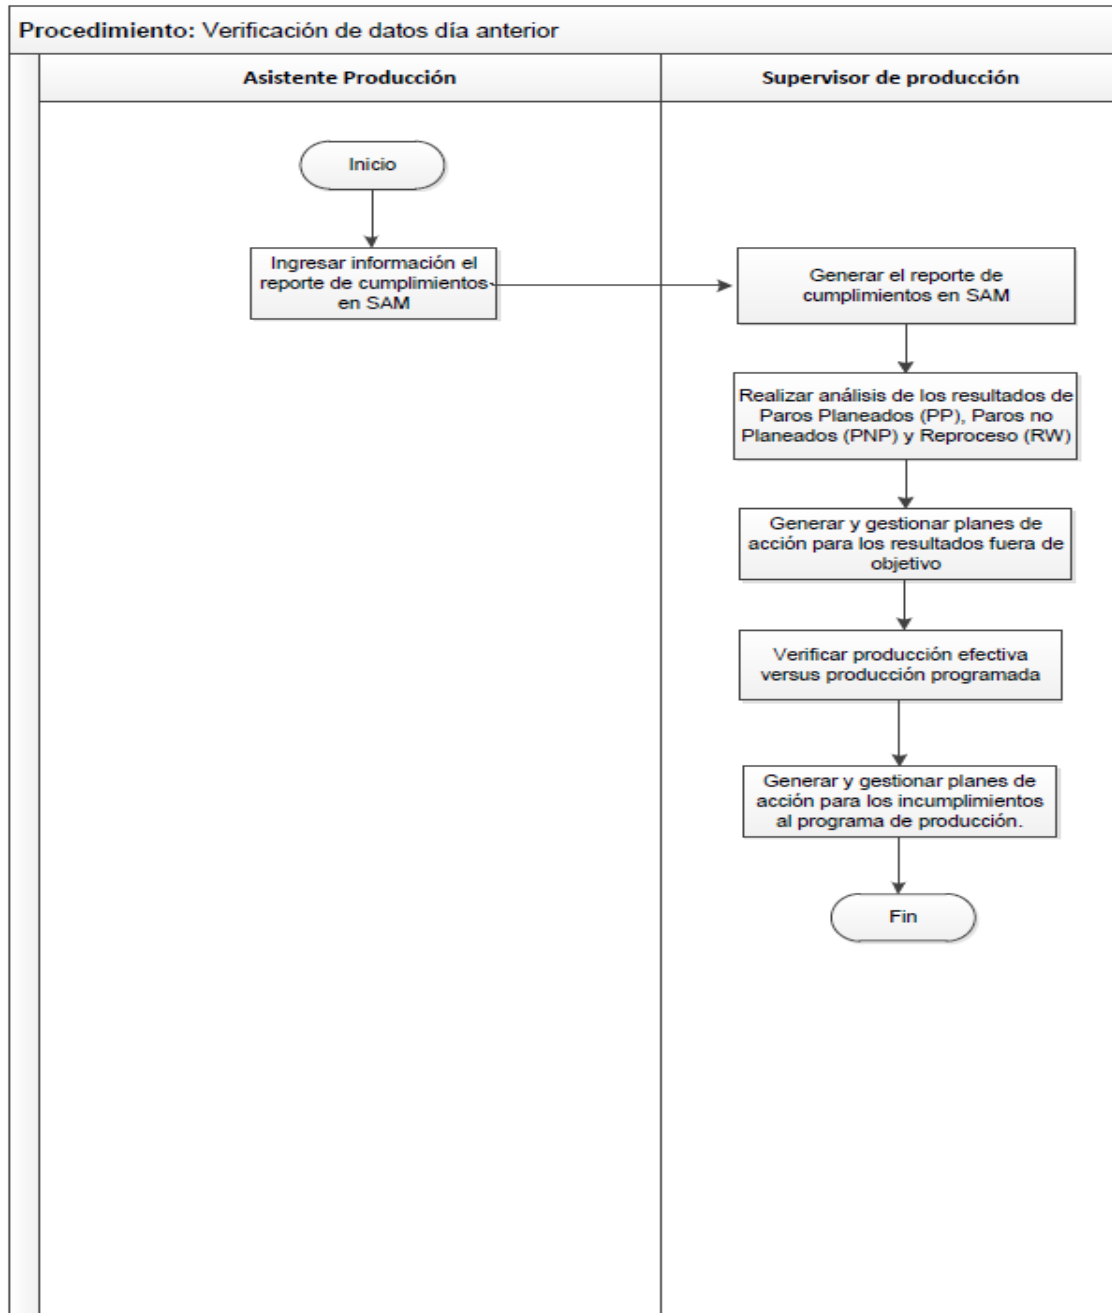 Procedimiento: Verificación de datos día anterior
Asistente Producción
Supervisor de producción
Inicio
Ingresar información el
reporte de cumplimientos
en SAM
Generar el reporte de
cumplimientos en SAM
Realizar análisis de los resultados de
Paros Planeados (PP), Paros no
Planeados (PNP) y Reproceso (RW)
Generar y gestionar planes de
acción para los resultados fuera de
objetivo
Verificar producción efectiva
versus producción programada
Generar y gestionar planes de
acción para los incumplimientos
al programa de producción.
Fin